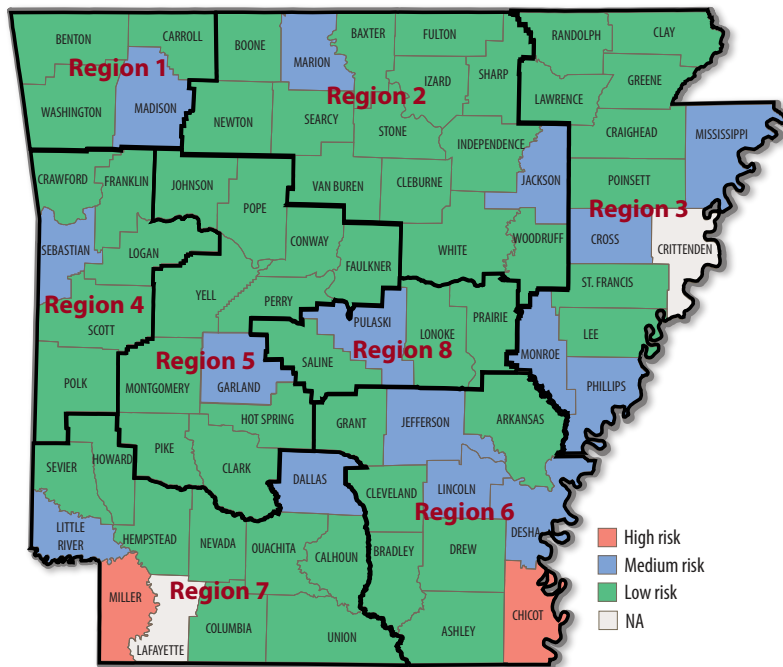 BENTON
CARROLL
BOONE
MARION
BAXTER
FULTON
RANDOLPH
CLAY
Region 1
Region 2
IZARD
SHARP
GREENE
LAWRENCE
WASHINGTON
MADISON
NEWTON
SEARCY
STONE
INDEPENDENCE
CRAIGHEAD
MISSISSIPPI
CRAWFORD
FRANKLIN
JOHNSON
POPE
VAN BUREN
CLEBURNE
JACKSON
POINSETT
Region 3
SEBASTIAN
LOGAN
CONWAY
FAULKNER
WHITE
WOODRUFF
CROSS
CRITTENDEN
Region 4
YELL
PERRY
ST. FRANCIS
SCOTT
PULASKI
LONOKE
PRAIRIE
LEE
Region 5
Region 8
SALINE
MONROE
POLK
MONTGOMERY
GARLAND
PHILLIPS
HOT SPRING
GRANT
JEFFERSON
ARKANSAS
SEVIER
HOWARD
PIKE
CLARK
DALLAS
CLEVELAND
LINCOLN
Region 6
LITTLE
RIVER
HEMPSTEAD
NEVADA
OUACHITA
CALHOUN
BRADLEY
DREW
DESHA
Region 7
MILLER
LAFAYETTE
COLUMBIA
UNION
ASHLEY
CHICOT
High risk
Medium risk
Low risk
NA